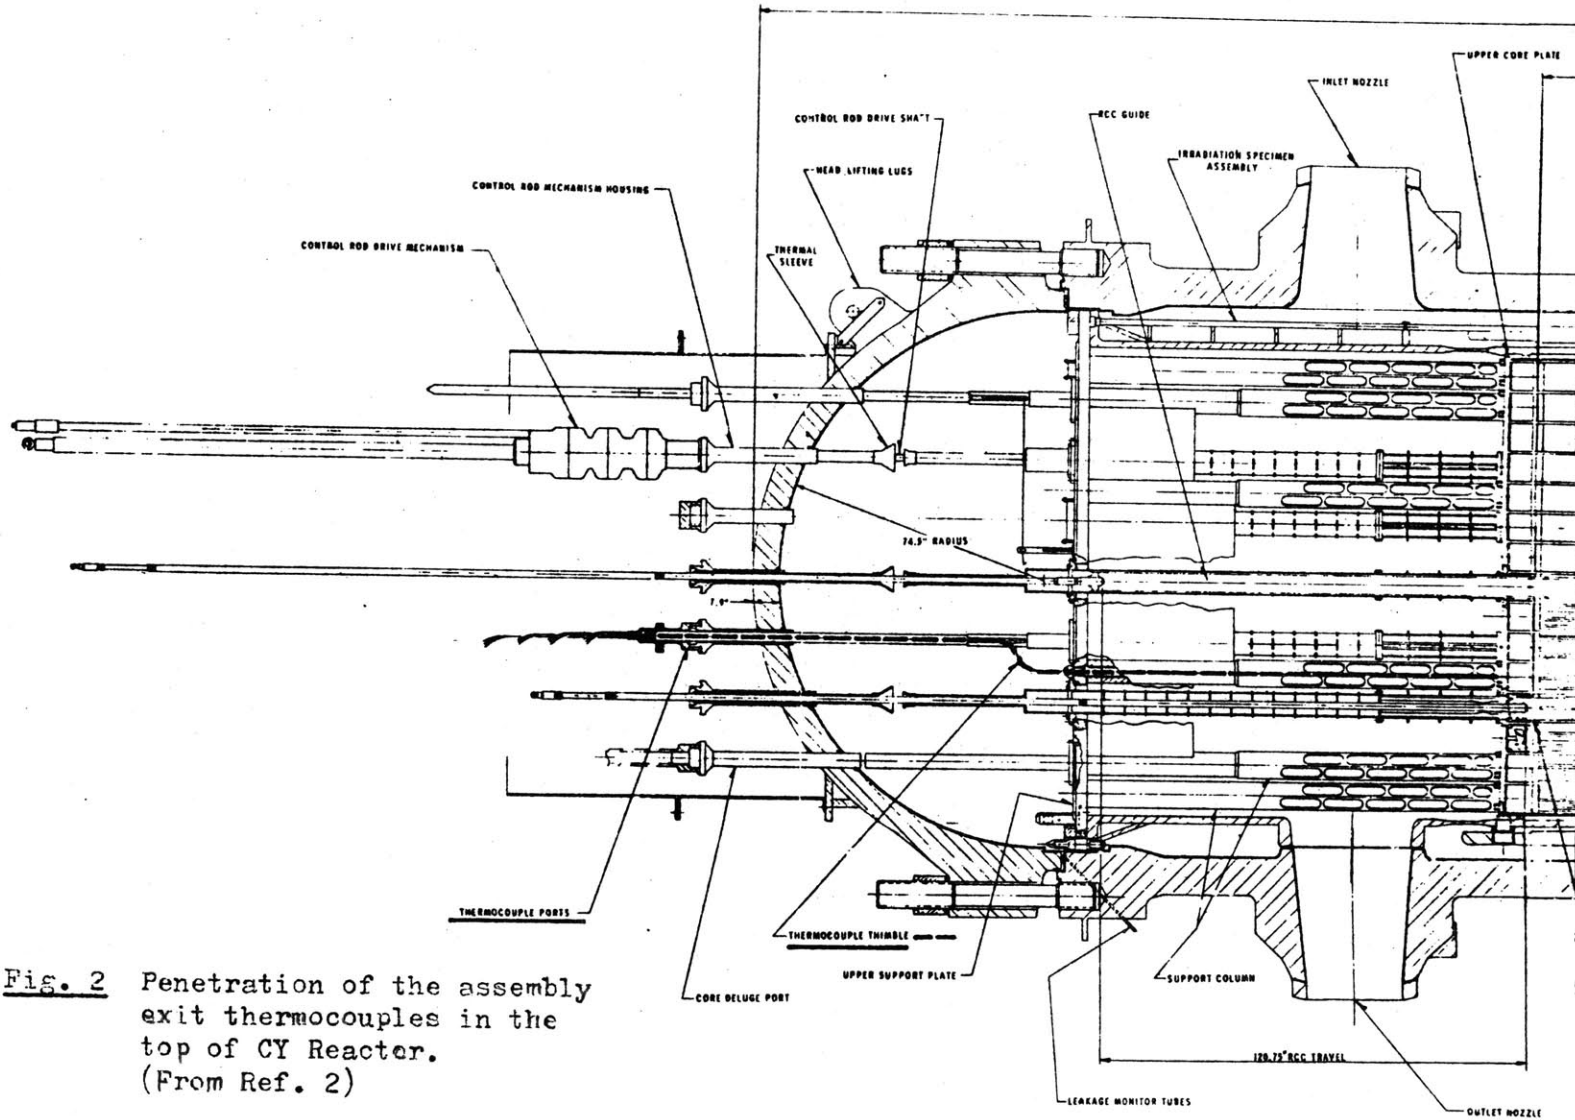 UPPER CORE PLATE
INLET NOZZLE
CONTROL ROD DRIVE SHAFT
RCC GUIDE
IRRADIATION SPECIMEN
ASSEMBLY
HEAD LIFTING LUGS
CONTROL ROD MECHANISM HOUSING
CONTROL ROD DRIVE MECHANISM
THERMAL
SLEEVE
74.5" RADIUS
7.0"
THERMOCOUPLE PORTS
THERMOCOUPLE THIMBLE
UPPER SUPPORT PLATE
SUPPORT COLUMN
CORE DELUGE PORT
120.75" RCC TRAVEL
LEAKAGE MONITOR TUBES
OUTLET NOZZLE
Fig. 2 Penetration of the assembly
exit thermocouples in the
top of CY Reactor.
(From Ref. 2)